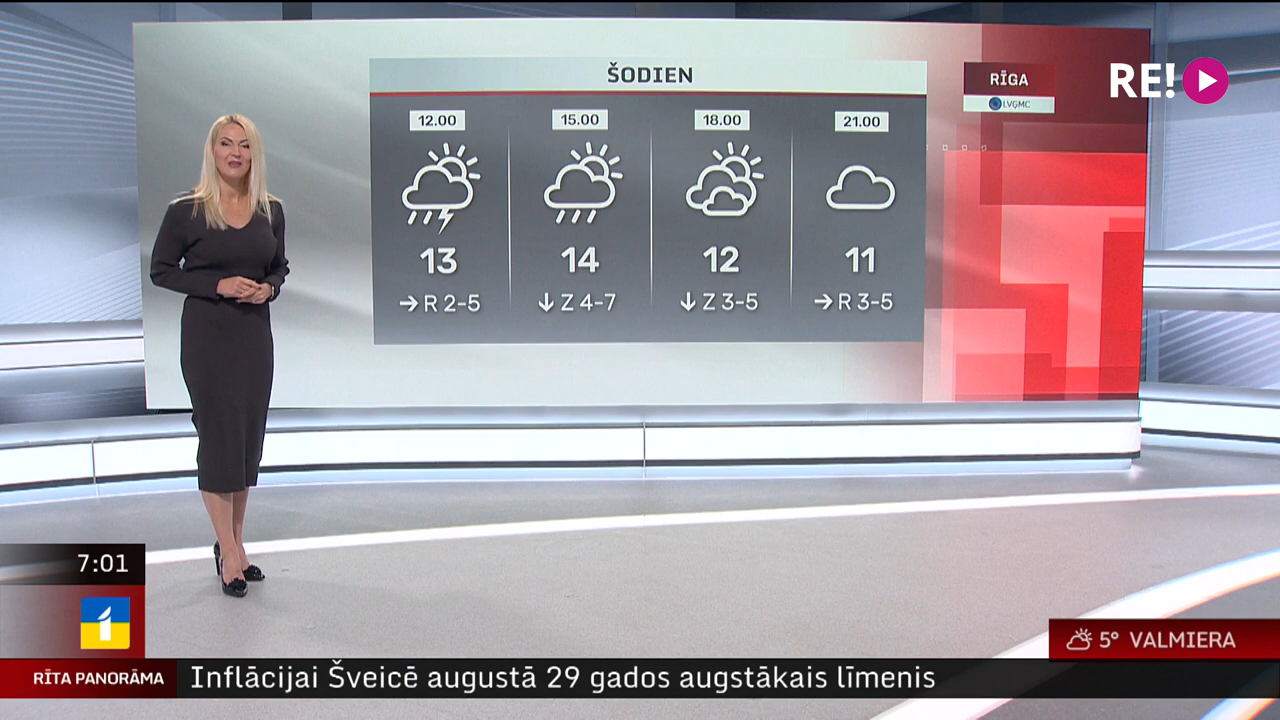 ŠODIEN
RĪGA
LVĢMC
RE!
12.00 15.00 18.00 21.00
13 14 12 11
→ R 2-5 ↓ Z 4-7 ↓ Z 3-5 → R 3-5
7:01
1
5° VALMIERA
RĪTA PANORĀMA
Inflācijai Šveicē augustā 29 gados augstākais līmenis